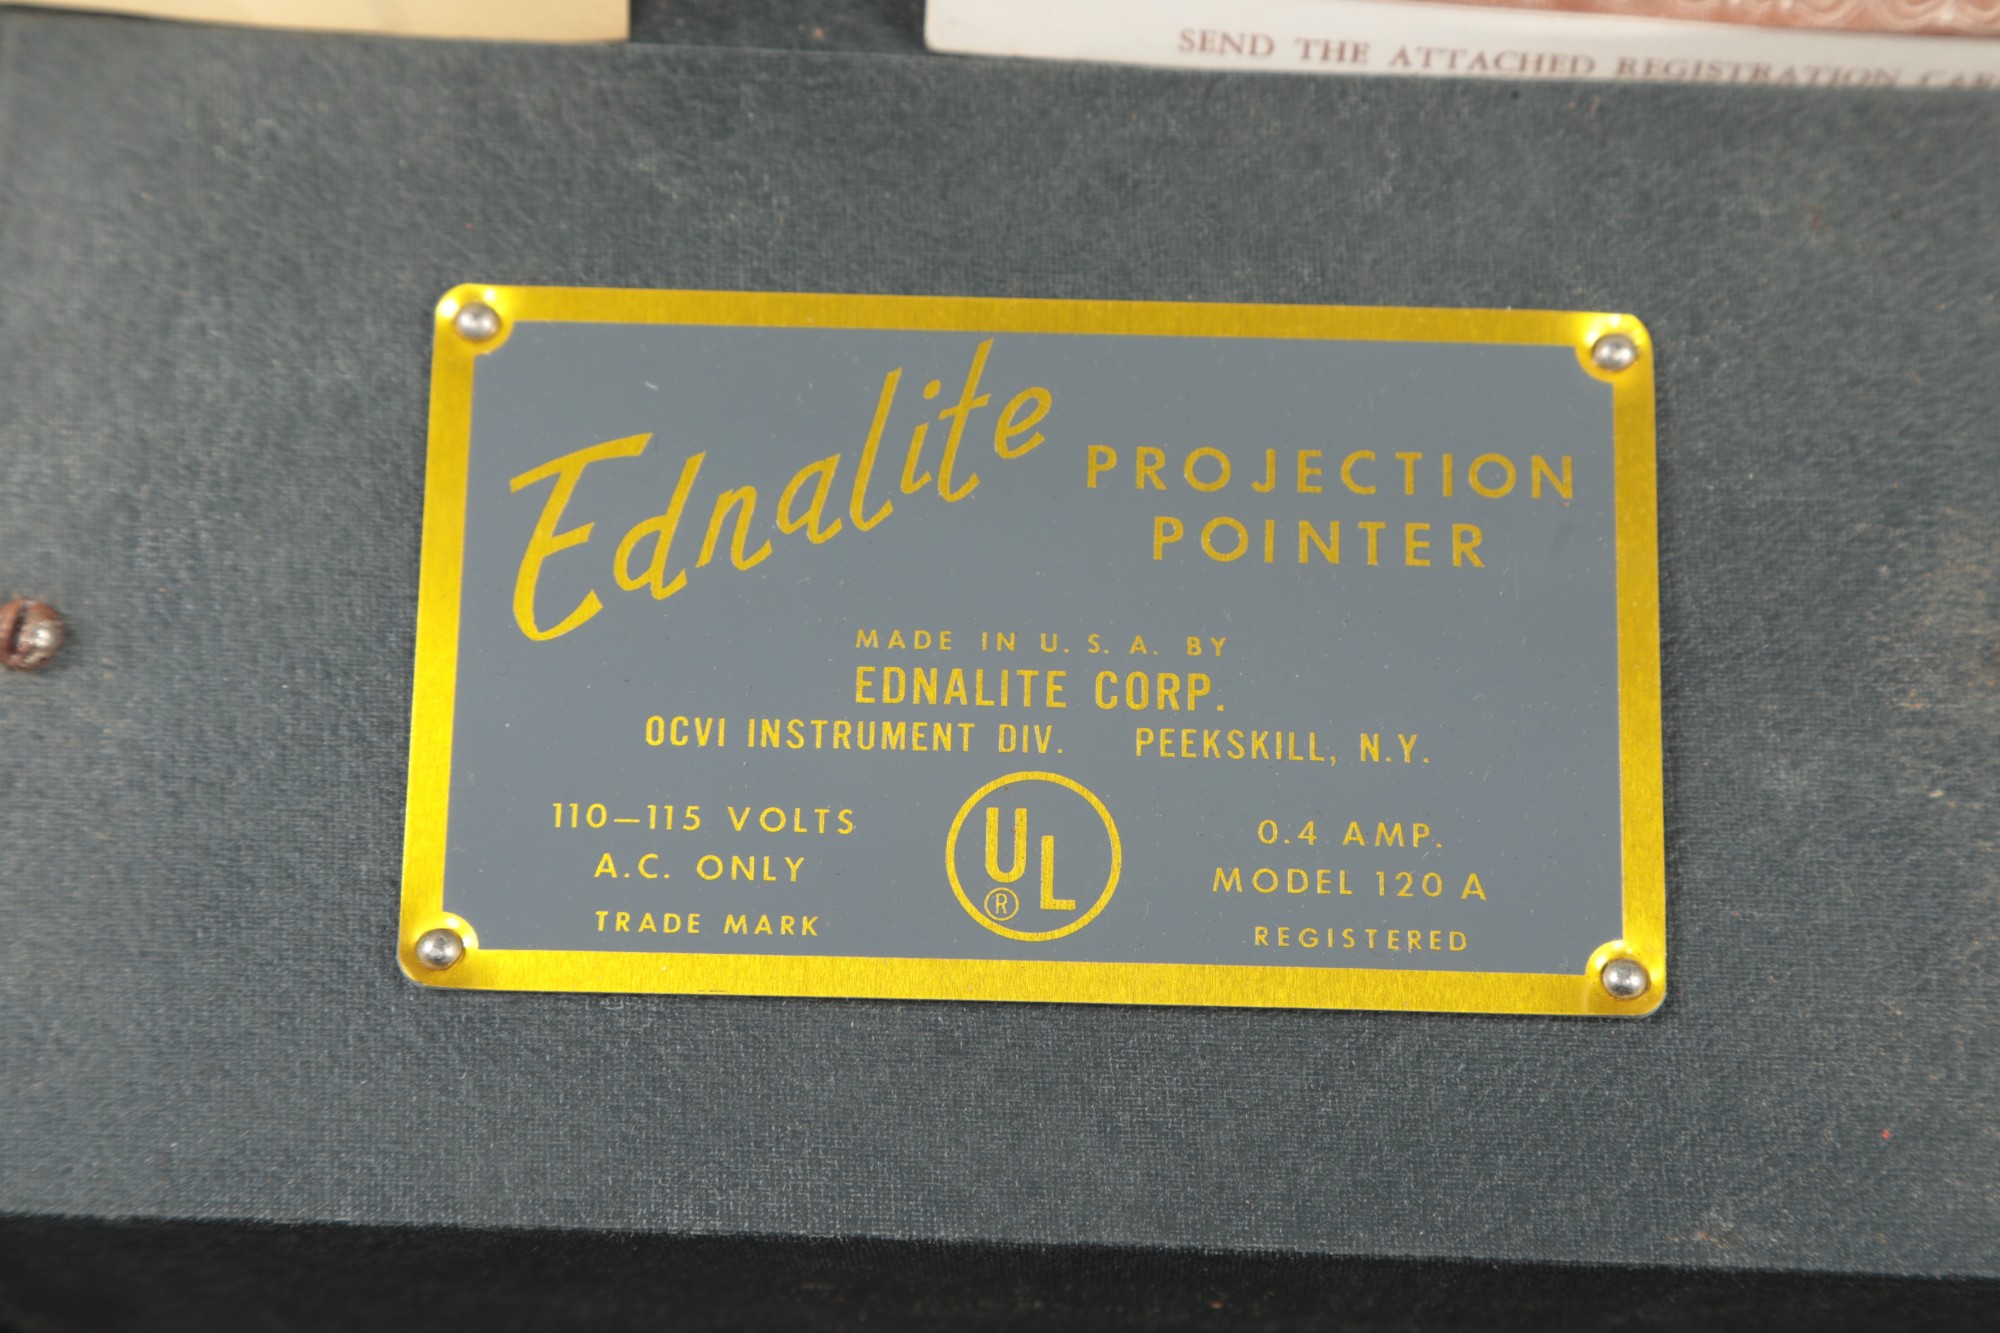 SEND THE ATTACHED REGISTRATION
Ednalite PROJECTION
POINTER
MADE IN U. S. A. BY
EDNALITE CORP.
OCVI INSTRUMENT DIV. PEEKSKILL, N.Y.
110–115 VOLTS
A.C. ONLY
TRADE MARK
UL
®
0.4 AMP.
MODEL 120 A
REGISTERED